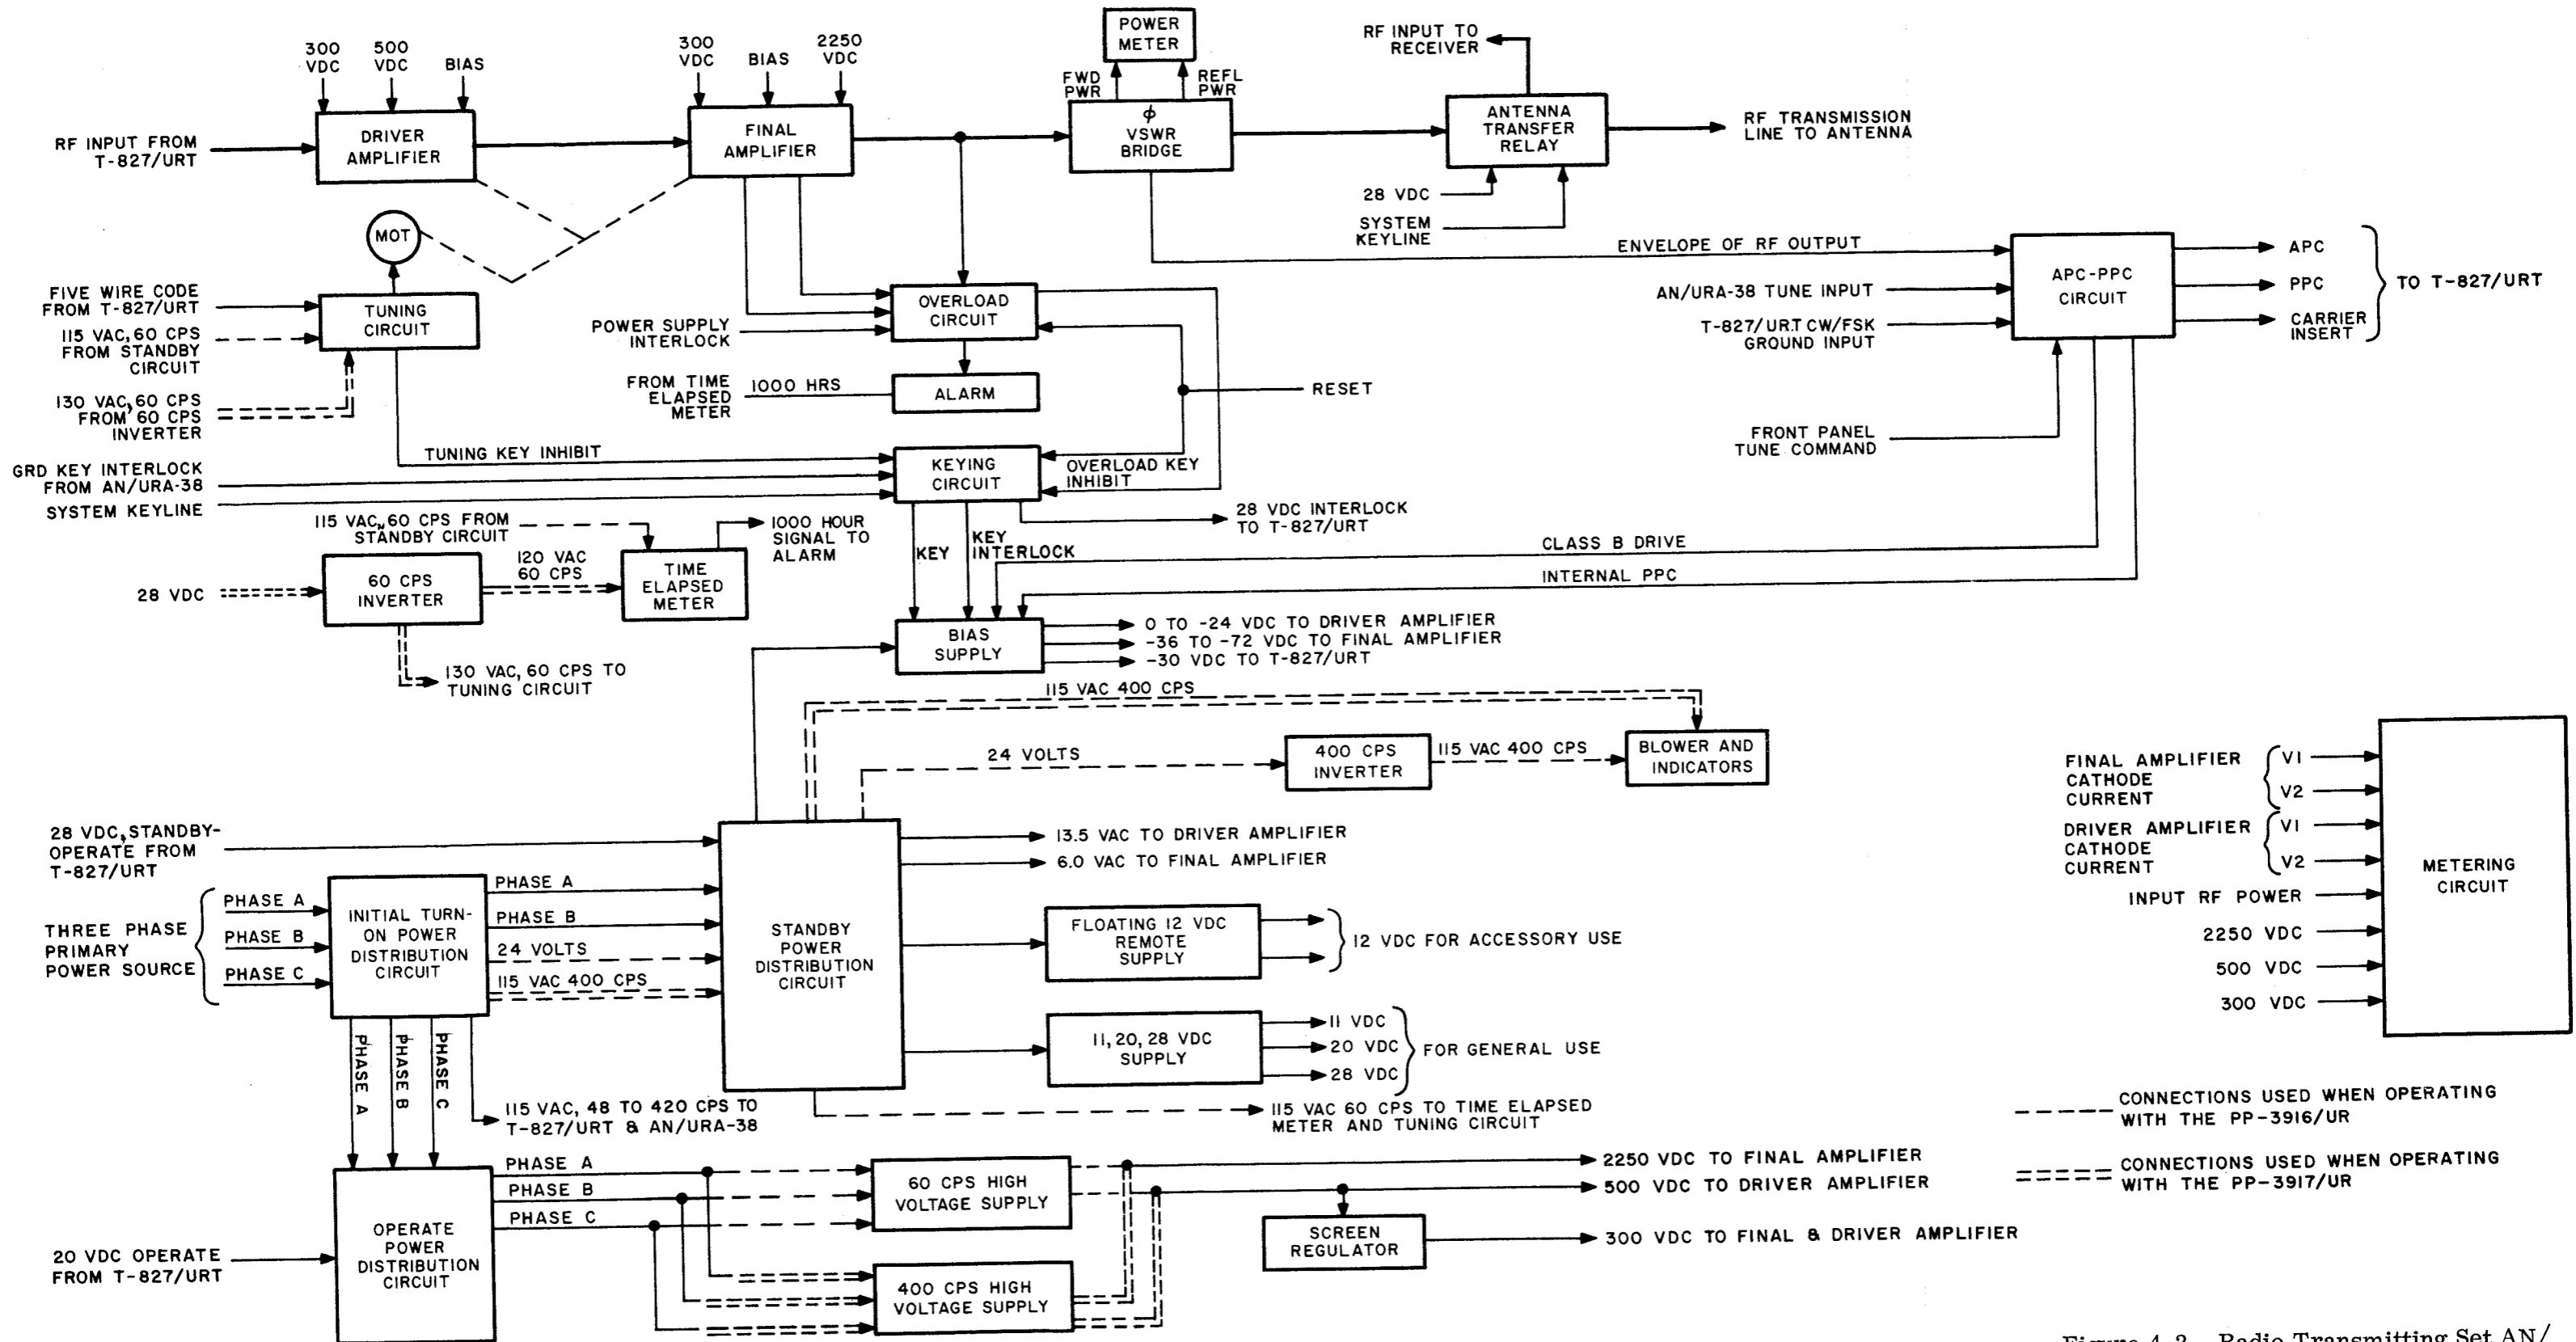 300
VDC
500
VDC
BIAS
300
VDC
BIAS
2250
VDC
POWER
METER
FWD
PWR
REFL
PWR
RF INPUT TO
RECEIVER
RF INPUT FROM
T-827/URT
DRIVER
AMPLIFIER
FINAL
AMPLIFIER
ϕ
VSWR
BRIDGE
ANTENNA
TRANSFER
RELAY
RF TRANSMISSION
LINE TO ANTENNA
28 VDC
SYSTEM
KEYLINE
MOT
ENVELOPE OF RF OUTPUT
APC-PPC
CIRCUIT
APC
PPC
CARRIER
INSERT
TO T-827/URT
AN/URA-38 TUNE INPUT
T-827/URT CW/FSK
GROUND INPUT
FIVE WIRE CODE
FROM T-827/URT
TUNING
CIRCUIT
115 VAC,60 CPS
FROM STANDBY
CIRCUIT
130 VAC,60 CPS
FROM 60 CPS
INVERTER
OVERLOAD
CIRCUIT
POWER SUPPLY
INTERLOCK
FROM TIME
ELAPSED
METER
1000 HRS
ALARM
RESET
FRONT PANEL
TUNE COMMAND
TUNING KEY INHIBIT
GRD KEY INTERLOCK
FROM AN/URA-38
SYSTEM KEYLINE
KEYING
CIRCUIT
OVERLOAD KEY
INHIBIT
28 VDC INTERLOCK
TO T-827/URT
115 VAC,60 CPS FROM
STANDBY CIRCUIT
1000 HOUR
SIGNAL TO
ALARM
KEY
KEY
INTERLOCK
CLASS B DRIVE
INTERNAL PPC
28 VDC
60 CPS
INVERTER
120 VAC
60 CPS
TIME
ELAPSED
METER
130 VAC, 60 CPS TO
TUNING CIRCUIT
BIAS
SUPPLY
0 TO -24 VDC TO DRIVER AMPLIFIER
-36 TO -72 VDC TO FINAL AMPLIFIER
-30 VDC TO T-827/URT
115 VAC 400 CPS
24 VOLTS
400 CPS
INVERTER
115 VAC 400 CPS
BLOWER AND
INDICATORS
28 VDC,STANDBY-
OPERATE FROM
T-827/URT
13.5 VAC TO DRIVER AMPLIFIER
6.0 VAC TO FINAL AMPLIFIER
THREE PHASE
PRIMARY
POWER SOURCE
PHASE A
PHASE B
PHASE C
INITIAL TURN-
ON POWER
DISTRIBUTION
CIRCUIT
PHASE A
PHASE B
24 VOLTS
115 VAC 400 CPS
STANDBY
POWER
DISTRIBUTION
CIRCUIT
FLOATING 12 VDC
REMOTE
SUPPLY
12 VDC FOR ACCESSORY USE
11, 20, 28 VDC
SUPPLY
11 VDC
20 VDC
28 VDC
FOR GENERAL USE
FINAL AMPLIFIER
CATHODE
CURRENT
V1
V2
DRIVER AMPLIFIER
CATHODE
CURRENT
V1
V2
INPUT RF POWER
2250 VDC
500 VDC
300 VDC
METERING
CIRCUIT
PHASE A
PHASE B
PHASE C
115 VAC, 48 TO 420 CPS TO
T-827/URT & AN/URA-38
115 VAC 60 CPS TO TIME ELAPSED
METER AND TUNING CIRCUIT
CONNECTIONS USED WHEN OPERATING
WITH THE PP-3916/UR
CONNECTIONS USED WHEN OPERATING
WITH THE PP-3917/UR
20 VDC OPERATE
FROM T-827/URT
OPERATE
POWER
DISTRIBUTION
CIRCUIT
PHASE A
PHASE B
PHASE C
60 CPS HIGH
VOLTAGE SUPPLY
400 CPS HIGH
VOLTAGE SUPPLY
2250 VDC TO FINAL AMPLIFIER
500 VDC TO DRIVER AMPLIFIER
SCREEN
REGULATOR
300 VDC TO FINAL & DRIVER AMPLIFIER
Radio Transmitting Set AN/